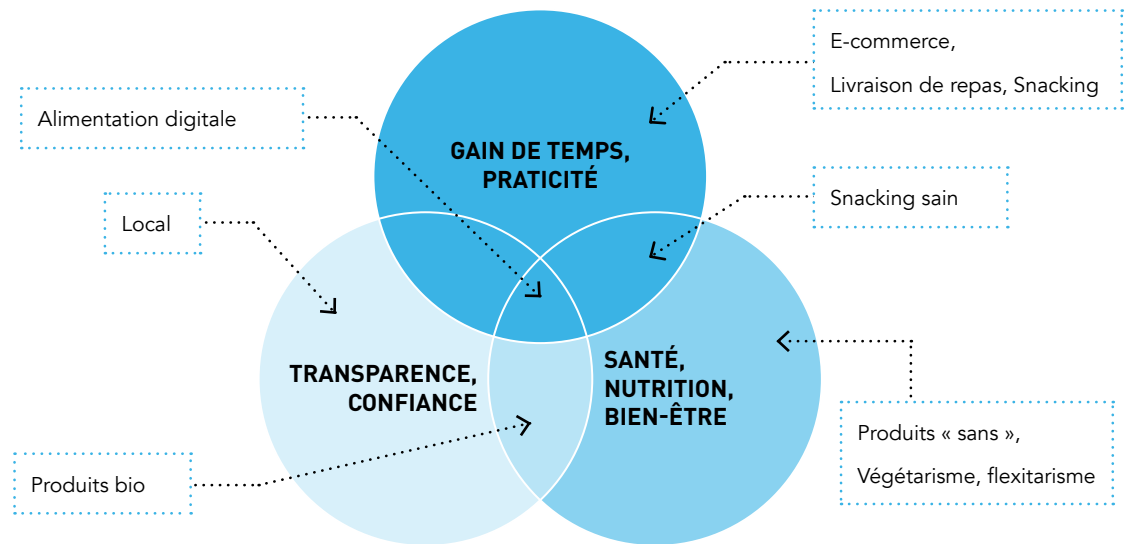 E-commerce,
Livraison de repas, Snacking
Alimentation digitale
GAIN DE TEMPS,
PRATICITÉ
Local
Snacking sain
TRANSPARENCE,
CONFIANCE
SANTÉ,
NUTRITION,
BIEN-ÊTRE
Produits « sans »,
Végétarisme, flexitarisme
Produits bio